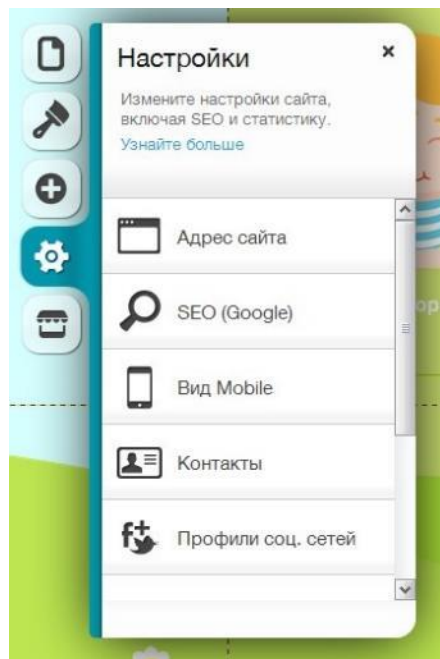 Настройки
Измените настройки сайта,
включая SEO и статистику.
Узнайте больше
Адрес сайта
SEO (Google)
Вид Mobile
Контакты
Профили соц. сетей